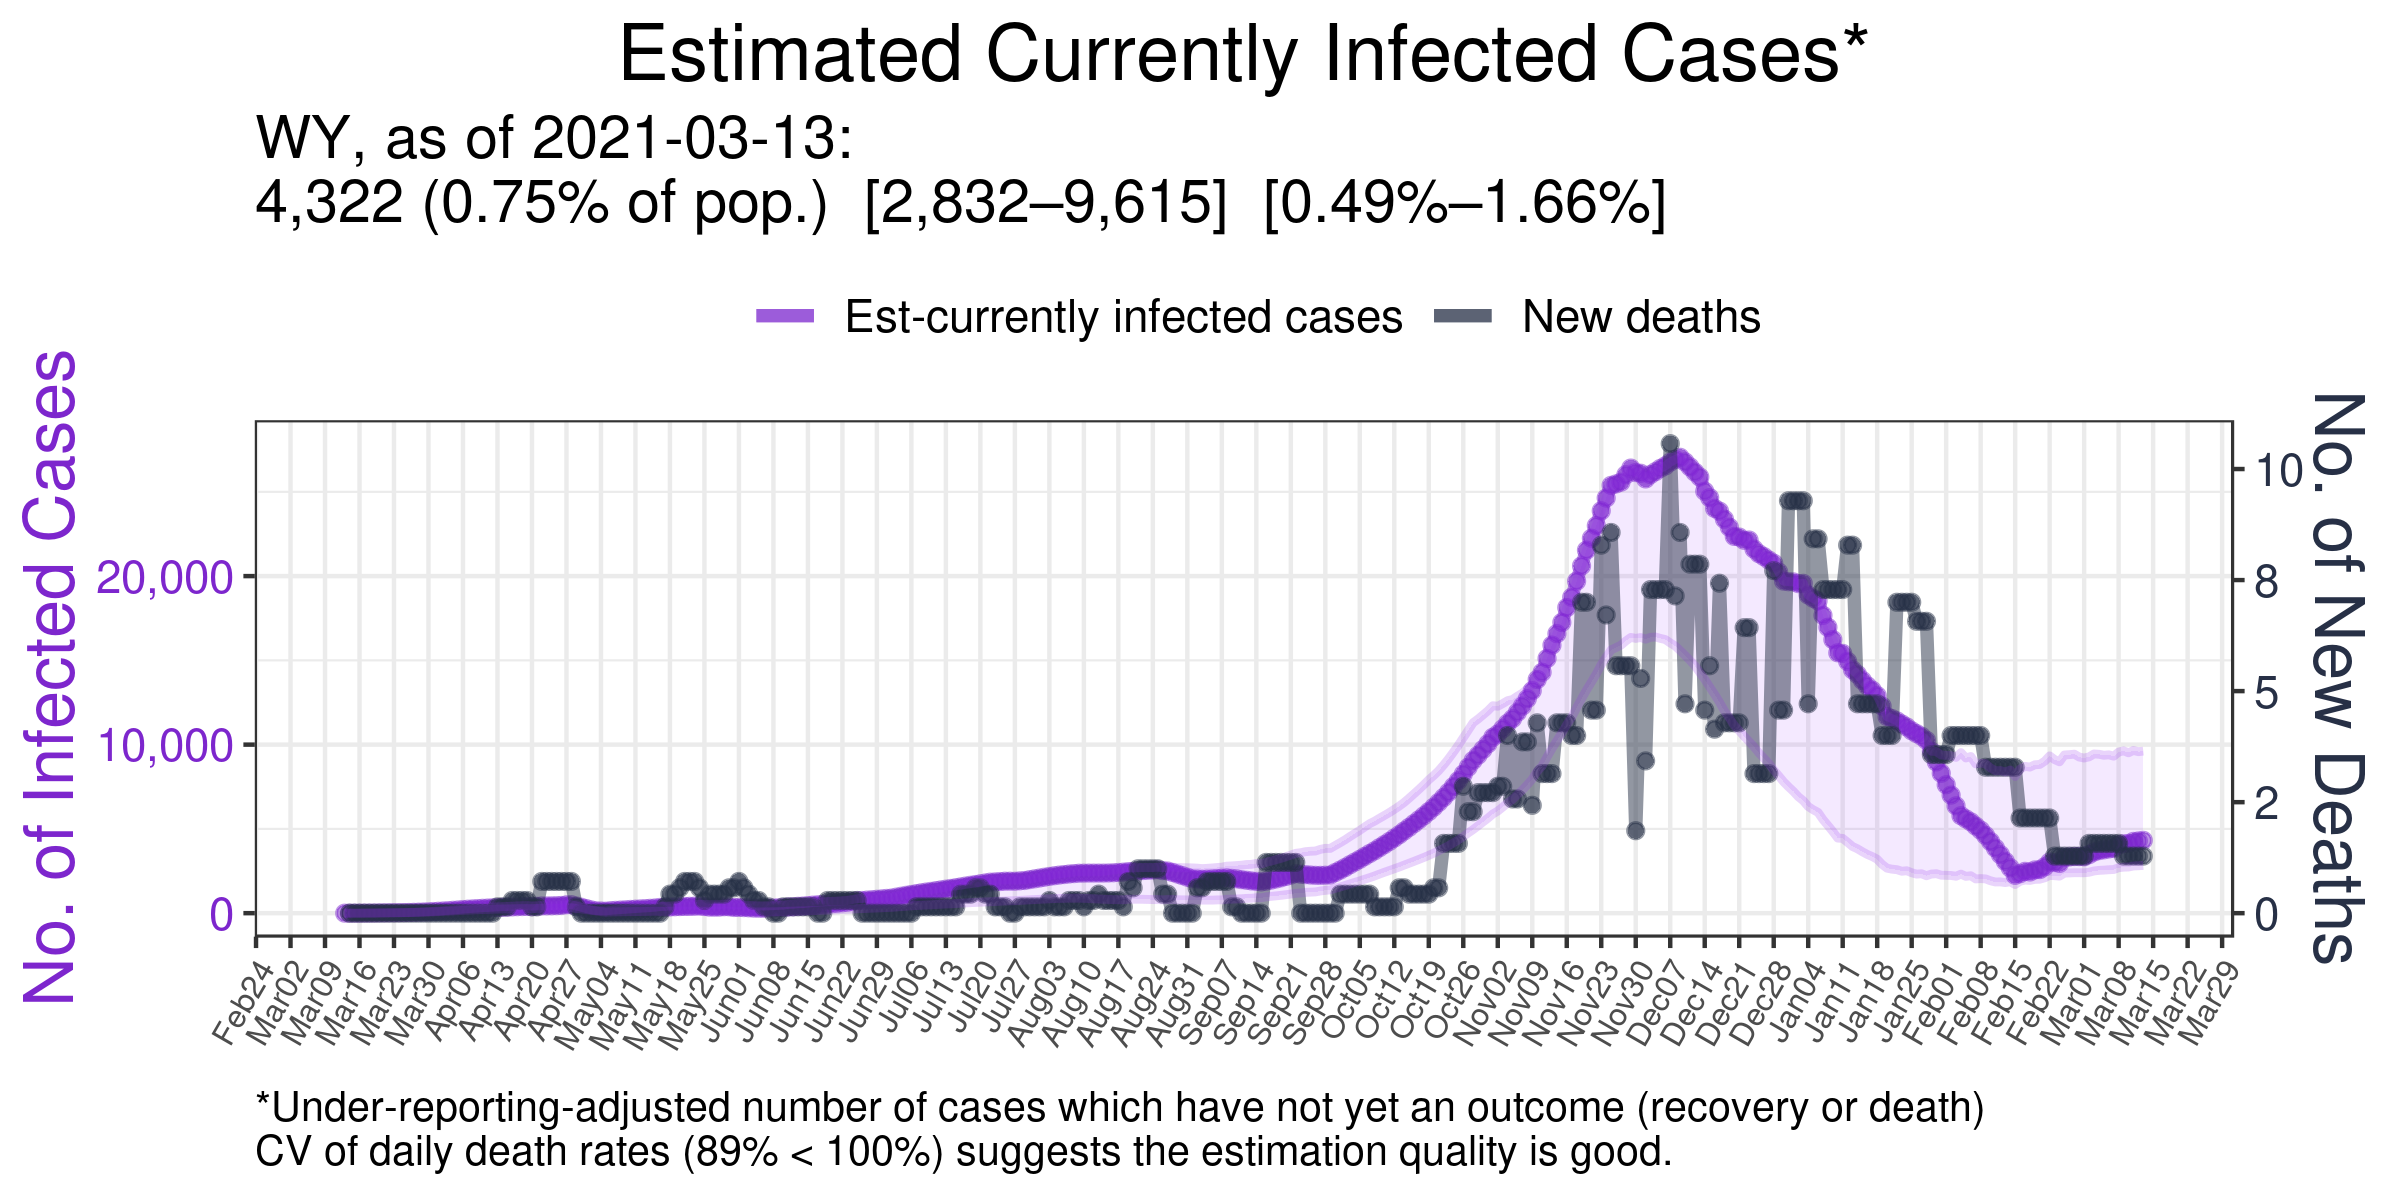 Estimated Currently Infected Cases*
WY, as of 2021-03-13:
4,322 (0.75% of pop.) [2,832–9,615] [0.49%–1.66%]
Est-currently infected cases
New deaths
No. of Infected Cases
20,000
10,000
0
10
8
5
2
0
No. of New Deaths
Feb24
Mar02
Mar09
Mar16
Mar23
Mar30
Apr06
Apr13
Apr20
Apr27
May04
May11
May18
May25
Jun01
Jun08
Jun15
Jun22
Jun29
Jul06
Jul13
Jul20
Jul27
Aug03
Aug10
Aug17
Aug24
Aug31
Sep07
Sep14
Sep21
Sep28
Oct05
Oct12
Oct19
Oct26
Nov02
Nov09
Nov16
Nov23
Nov30
Dec07
Dec14
Dec21
Dec28
Jan04
Jan11
Jan18
Jan25
Feb01
Feb08
Feb15
Feb22
Mar01
Mar08
Mar15
Mar22
Mar29
*Under-reporting-adjusted number of cases which have not yet an outcome (recovery or death)
CV of daily death rates (89% < 100%) suggests the estimation quality is good.